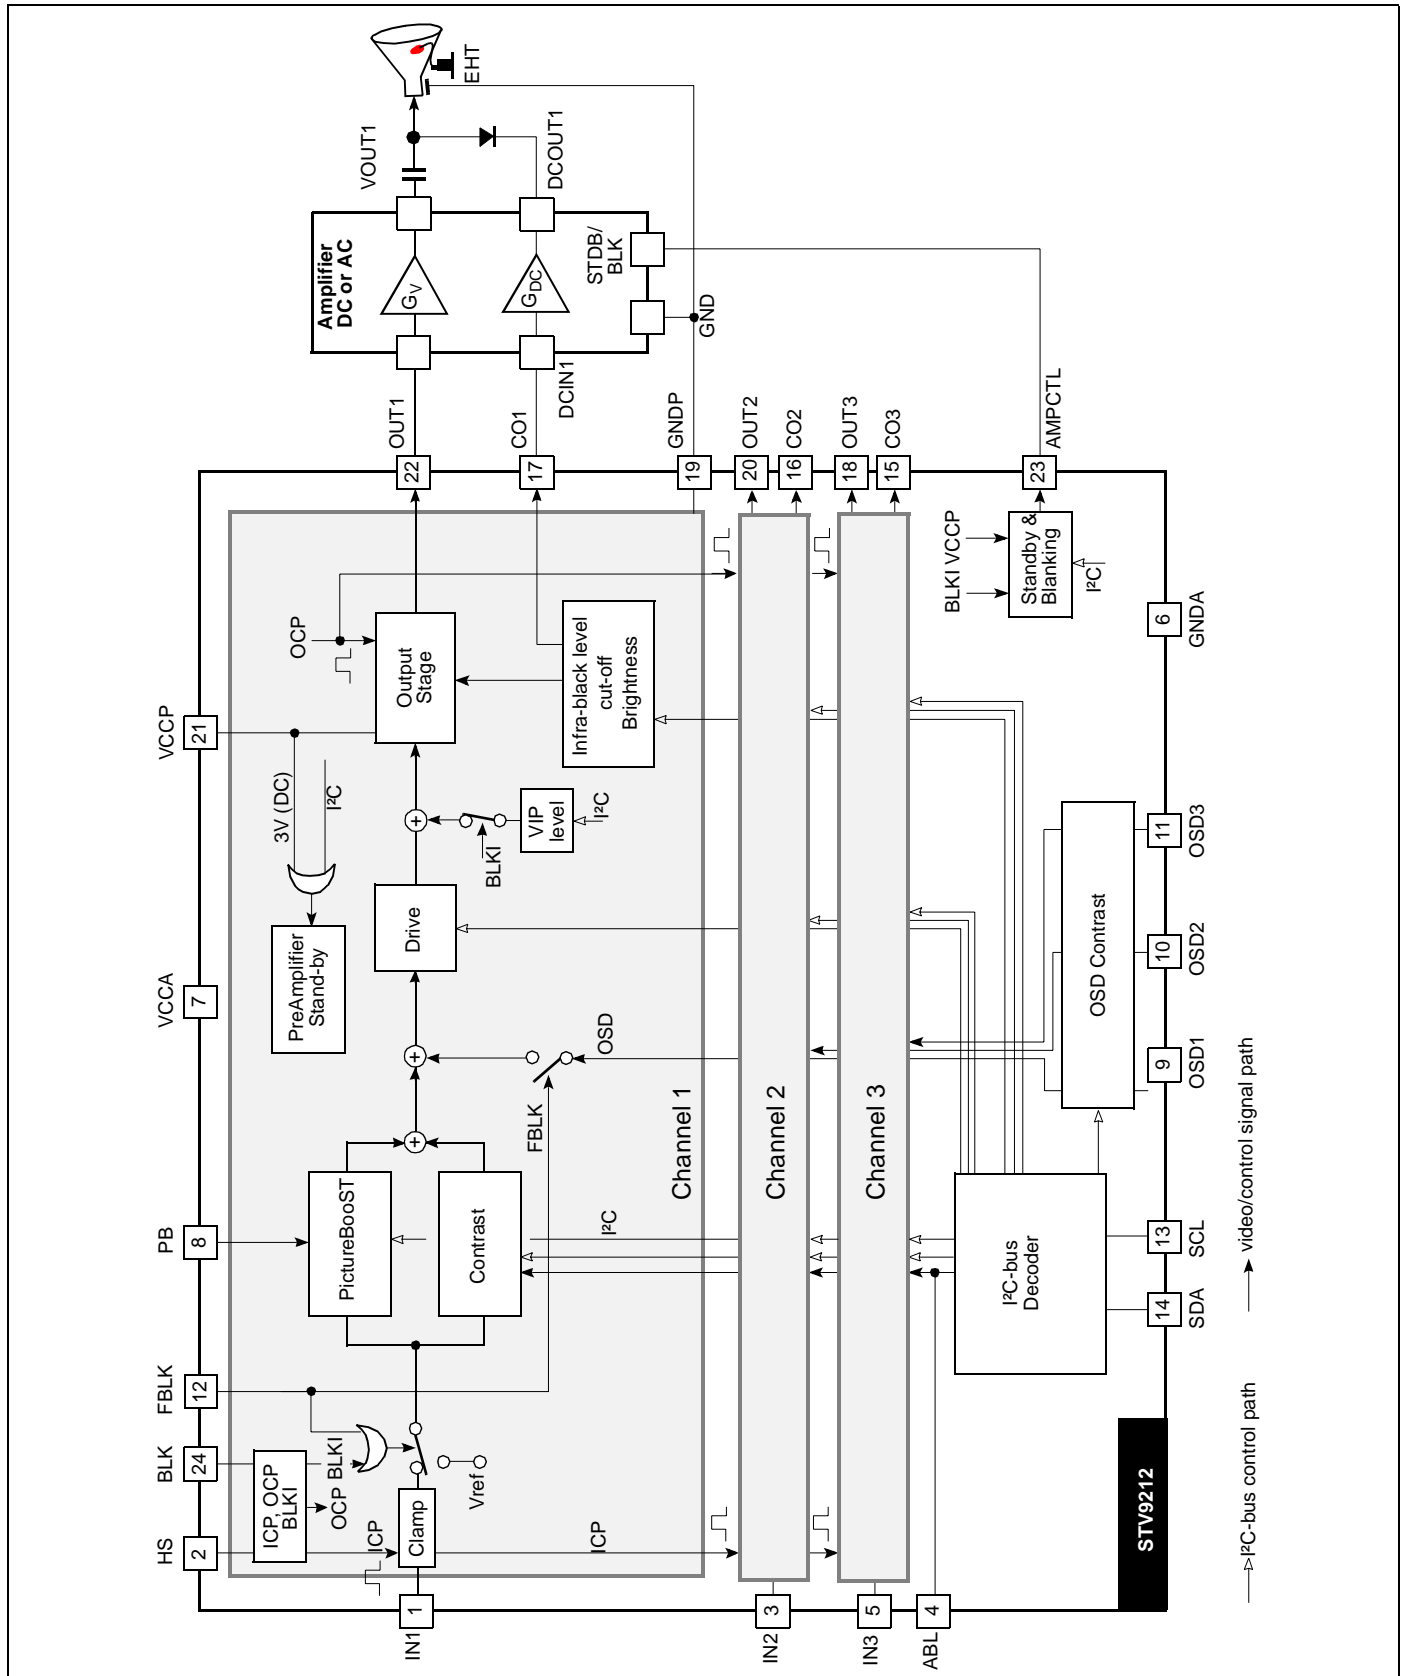 HS
BLK
FBLK
PB
VCCA
VCCP
2
24
12
8
7
21
ICP, OCP
BLKI
OCP
BLKI
ICP
IN1
1
Clamp
Vref
ICP
PictureBooST
Contrast
I²C
+
FBLK
OSD
+
PreAmplifier
Stand-by
3V (DC)
I²C
Drive
+
BLKI
VIP
level
I²C
OCP
Output
Stage
Infra-black level
cut-off
Brightness
Channel 1
22
OUT1
17
CO1
19
GNDP
Amplifier
DC or AC
GV
GDC
DCIN1
VOUT1
DCOUT1
STDB/
BLK
GND
EHT
IN2
3
Channel 2
20
OUT2
16
CO2
IN3
5
Channel 3
18
OUT3
15
CO3
ABL
4
I²C-bus
Decoder
OSD Contrast
BLKI
VCCP
Standby &
Blanking
I²C
23
AMPCTL
STV9212
14
13
9
10
11
6
SDA
SCL
OSD1
OSD2
OSD3
GNDA
I²C-bus control path
video/control signal path